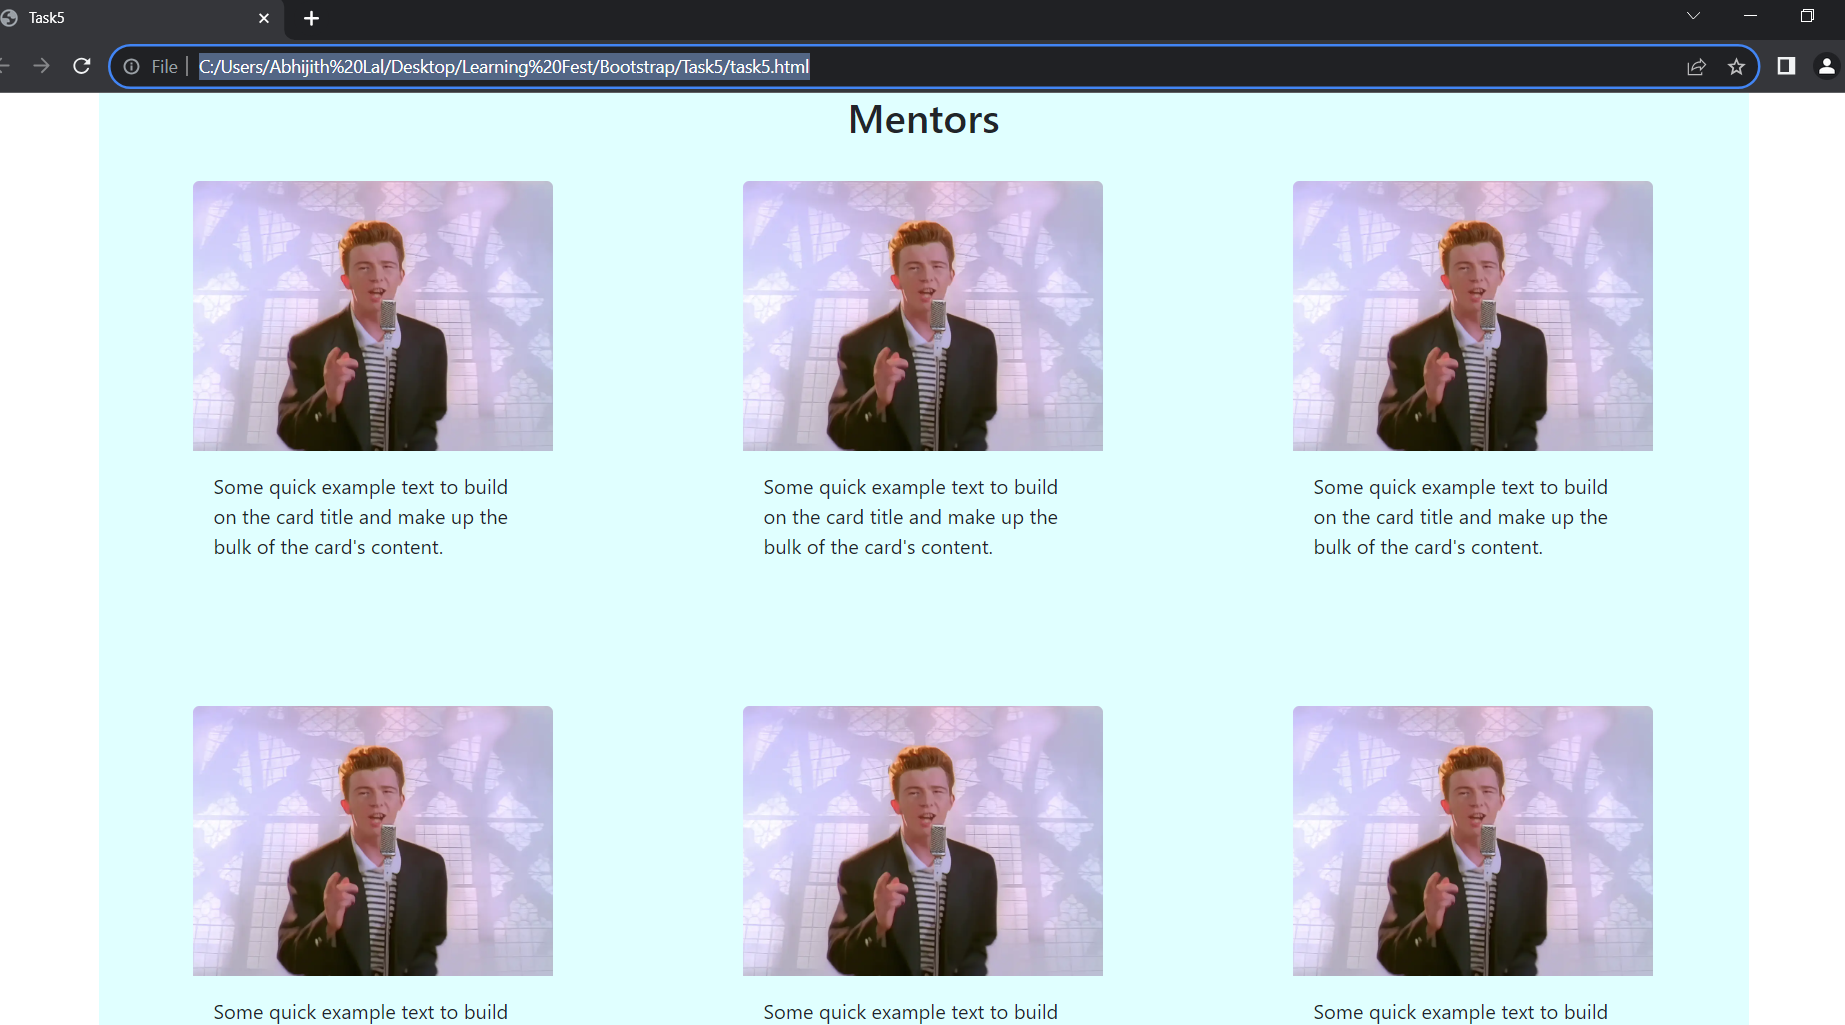 Task5
File
C:/Users/Abhijith%20Lal/Desktop/Learning%20Fest/Bootstrap/Task5/task5.html
Mentors
Some quick example text to build
on the card title and make up the
bulk of the card's content.
Some quick example text to build
on the card title and make up the
bulk of the card's content.
Some quick example text to build
on the card title and make up the
bulk of the card's content.
Some quick example text to build
Some quick example text to build
Some quick example text to build